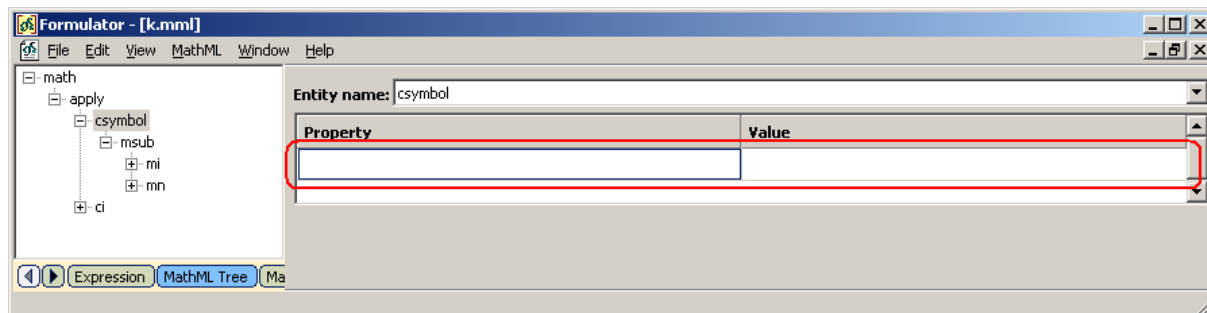 Formulator - [k.mml]
File Edit View MathML Window Help
math
apply
csymbol
msub
mi
mn
ci
Entity name: csymbol
Property Value
Expression MathML Tree Ma